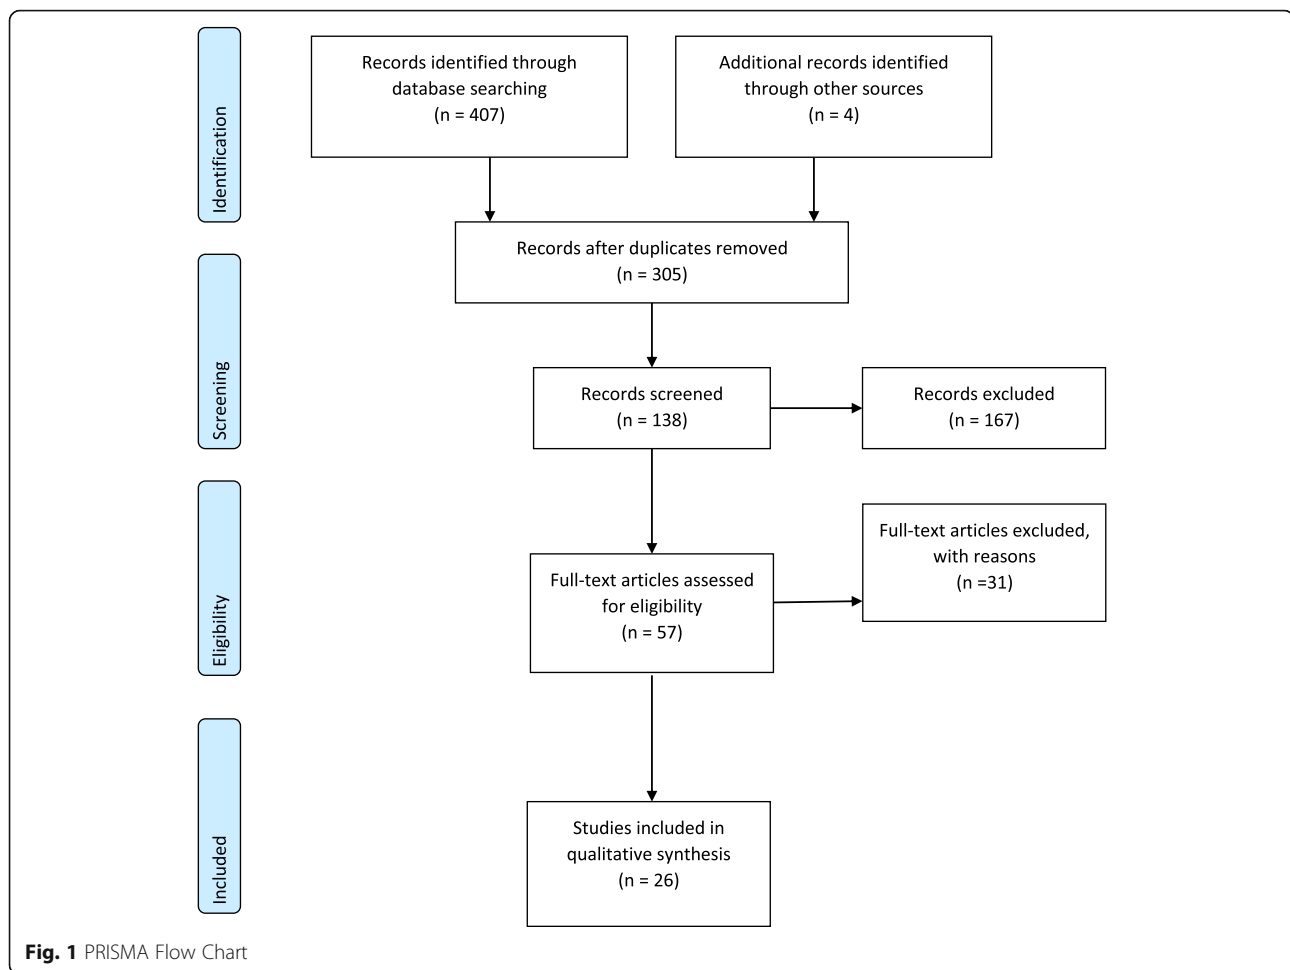 Identification
Records identified through
database searching
(n = 407)
Additional records identified
through other sources
(n = 4)
Records after duplicates removed
(n = 305)
Screening
Records screened
(n = 138)
Records excluded
(n = 167)
Eligibility
Full-text articles assessed
for eligibility
(n = 57)
Full-text articles excluded,
with reasons
(n =31)
Included
Studies included in
qualitative synthesis
(n = 26)
Fig. 1 PRISMA Flow Chart